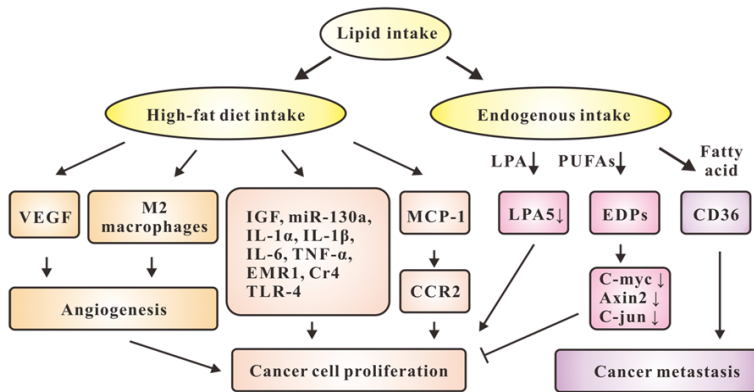 Lipid intake
High-fat diet intake
Endogenous intake
LPA
PUFAs
Fatty
acid
VEGF
M2
macrophages
IGF, miR-130a,
IL-1α, IL-1β,
IL-6, TNF-α,
EMR1, Cr4
TLR-4
MCP-1
LPA5↓
EDPs
CD36
CCR2
C-myc ↓
Axin2 ↓
C-jun ↓
Angiogenesis
Cancer cell proliferation
Cancer metastasis